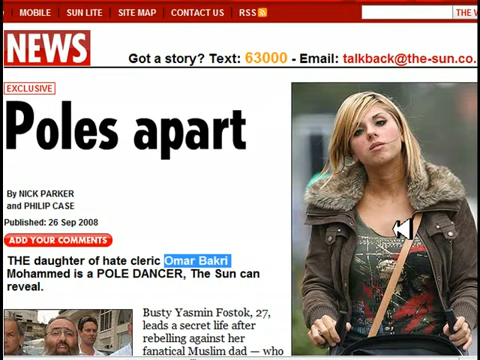 MOBILE SUN LITE SITE MAP CONTACT US RSS THE W
NEWS
Got a story? Text: 63000 - Email: talkback@the-sun.co.
EXCLUSIVE
Poles apart
By NICK PARKER
and PHILIP CASE
Published: 26 Sep 2008
ADD YOUR COMMENTS
THE daughter of hate cleric Omar Bakri
Mohammed is a POLE DANCER, The Sun can
reveal.
Busty Yasmin Fostok, 27,
leads a secret life after
rebelling against her
fanatical Muslim dad — who